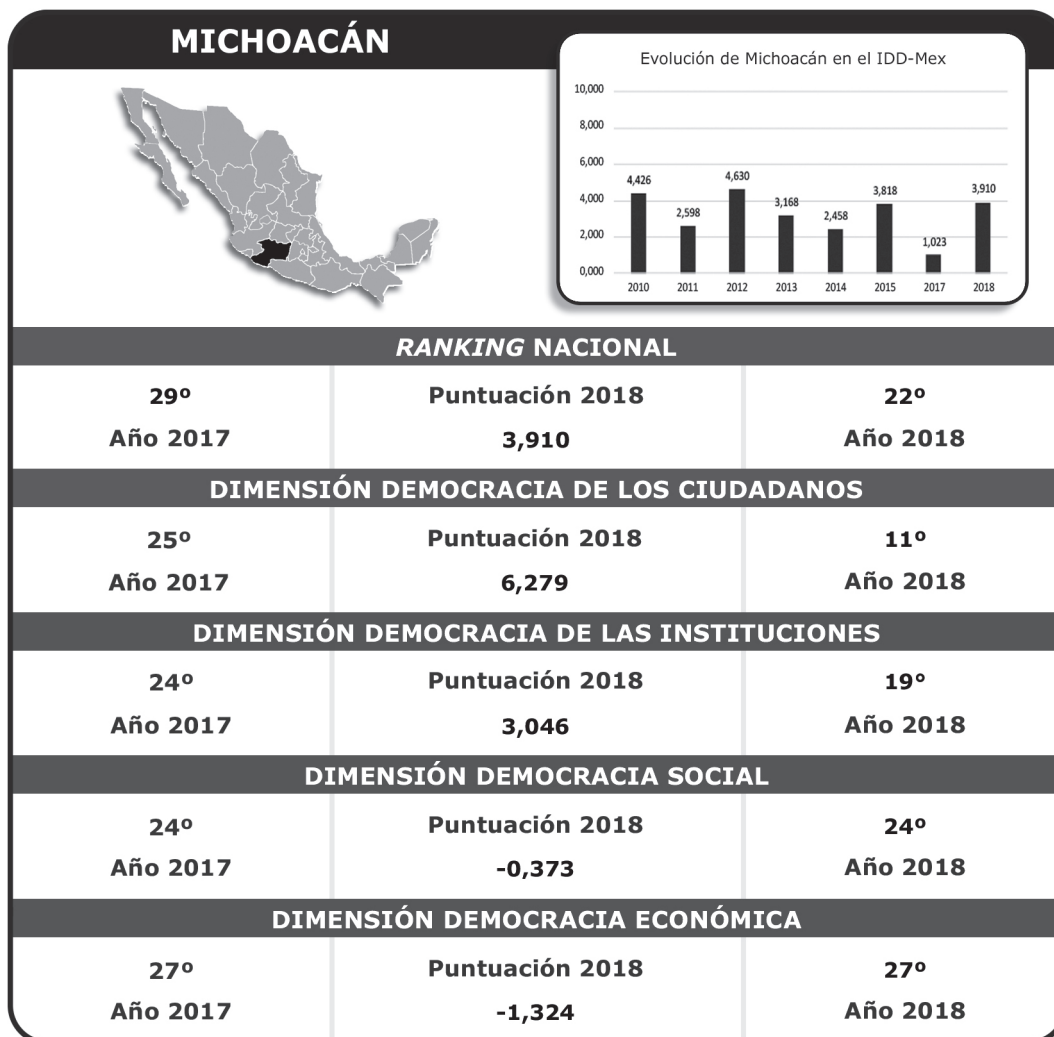 MICHOACÁN
Evolución de Michoacán en el IDD-Mex
10,000
8,000
6,000
4,000
2,000
0,000
4,426
2,598
4,630
3,168
2,458
3,818
1,023
3,910
2010 2011 2012 2013 2014 2015 2017 2018
RANKING NACIONAL
29º Puntuación 2018 22º
Año 2017 3,910 Año 2018
DIMENSIÓN DEMOCRACIA DE LOS CIUDADANOS
25º Puntuación 2018 11º
Año 2017 6,279 Año 2018
DIMENSIÓN DEMOCRACIA DE LAS INSTITUCIONES
24º Puntuación 2018 19°
Año 2017 3,046 Año 2018
DIMENSIÓN DEMOCRACIA SOCIAL
24º Puntuación 2018 24º
Año 2017 -0,373 Año 2018
DIMENSIÓN DEMOCRACIA ECONÓMICA
27º Puntuación 2018 27º
Año 2017 -1,324 Año 2018